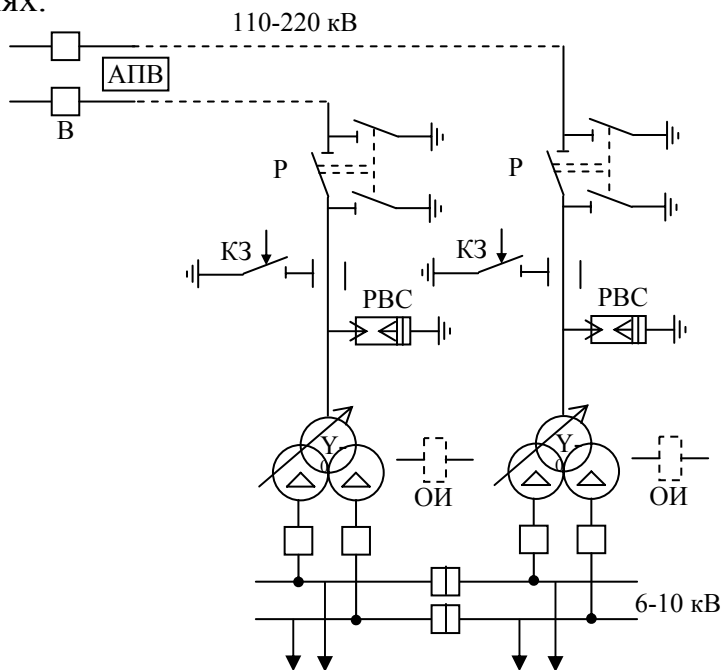 ях.
110-220 кВ
АПВ
В
Р
Р
КЗ
КЗ
РВС
РВС
Y-
Y-
ОИ
ОИ
6-10 кВ